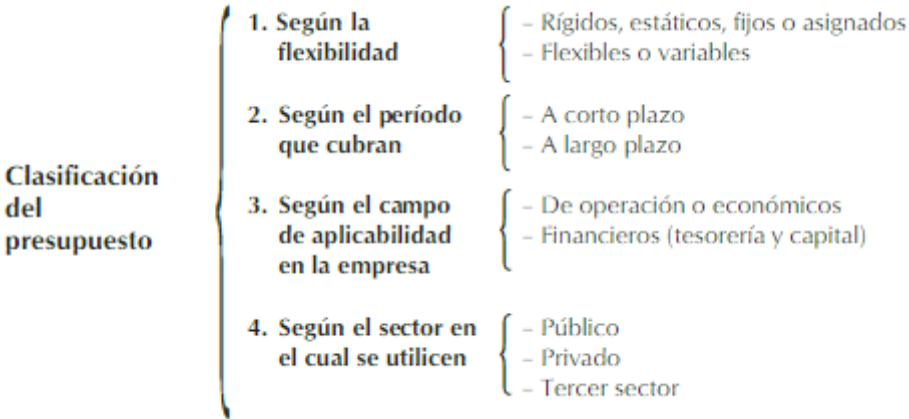 Clasificación
del
presupuesto
1. Según la
flexibilidad
– Rígidos, estáticos, fijos o asignados
– Flexibles o variables
2. Según el período
que cubran
– A corto plazo
– A largo plazo
3. Según el campo
de aplicabilidad
en la empresa
– De operación o económicos
– Financieros (tesorería y capital)
4. Según el sector en
el cual se utilicen
– Público
– Privado
– Tercer sector